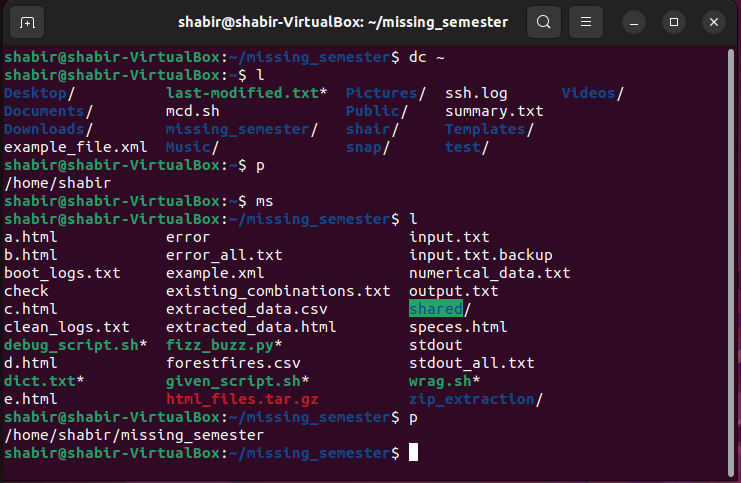 shabir@shabir-VirtualBox: ~/missing_semester
shabir@shabir-VirtualBox:~/missing_semester$ dc ~
shabir@shabir-VirtualBox:~$ l
Desktop/ last-modified.txt* Pictures/ ssh.log Videos/
Documents/ mcd.sh Public/ summary.txt
Downloads/ missing_semester/ shair/ Templates/
example_file.xml Music/ snap/ test/
shabir@shabir-VirtualBox:~$ p
/home/shabir
shabir@shabir-VirtualBox:~$ ms
shabir@shabir-VirtualBox:~/missing_semester$ l
a.html error input.txt
b.html error_all.txt input.txt.backup
boot_logs.txt example.xml numerical_data.txt
check existing_combinations.txt output.txt
c.html extracted_data.csv shared/
clean_logs.txt extracted_data.html speces.html
debug_script.sh* fizz_buzz.py* stdout
d.html forestfires.csv stdout_all.txt
dict.txt* given_script.sh* wrag.sh*
e.html html_files.tar.gz zip_extraction/
shabir@shabir-VirtualBox:~/missing_semester$ p
/home/shabir/missing_semester
shabir@shabir-VirtualBox:~/missing_semester$